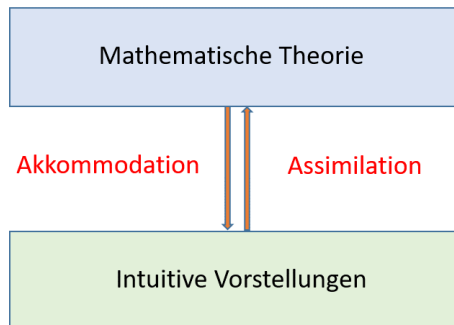 Mathematische Theorie
Akkommodation
Assimilation
Intuitive Vorstellungen